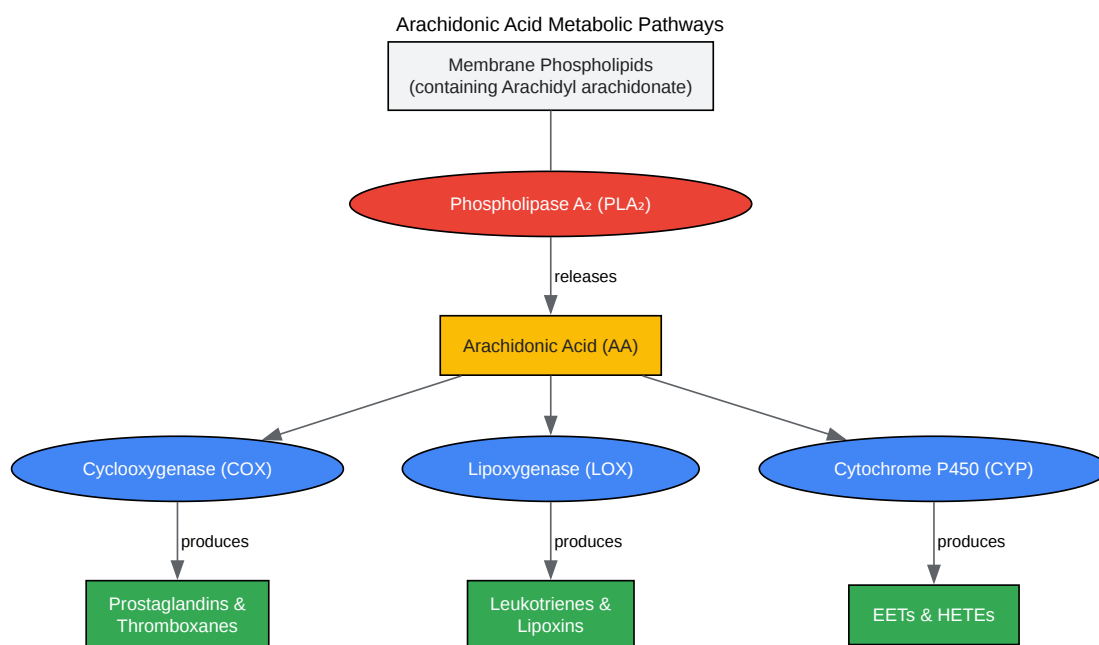 Arachidonic Acid Metabolic Pathways
Membrane Phospholipids
(containing Arachidyl arachidonate)
Phospholipase A₂ (PLA₂)
releases
Arachidonic Acid (AA)
Cyclooxygenase (COX)
Lipoxygenase (LOX)
Cytochrome P450 (CYP)
produces
produces
produces
Prostaglandins &
Thromboxanes
Leukotrienes &
Lipoxins
EETs & HETEs